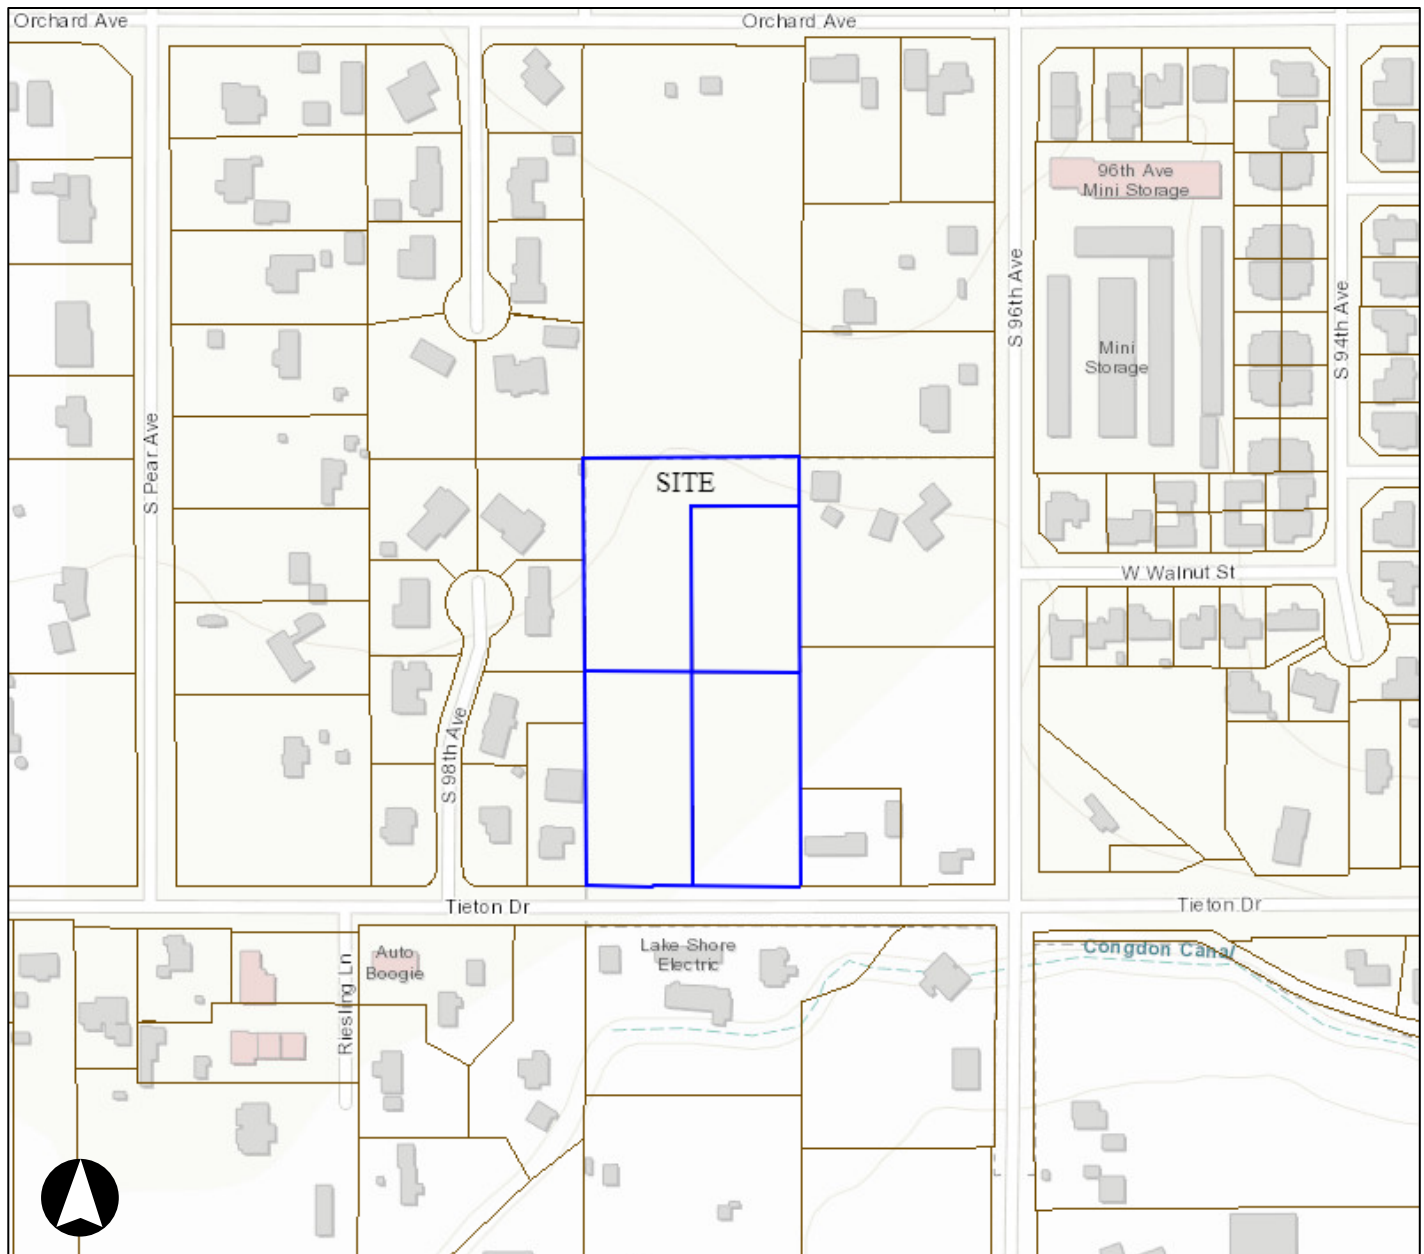 Orchard Ave
Orchard Ave
96th Ave
Mini Storage
S 96th Ave
S 94th Ave
Mini
Storage
S Pear Ave
SITE
W Walnut St
S 98th Ave
Tieton Dr
Tieton Dr
Auto
Boogie
Lake Shore
Electric
Congdon Canal
Riesling Ln